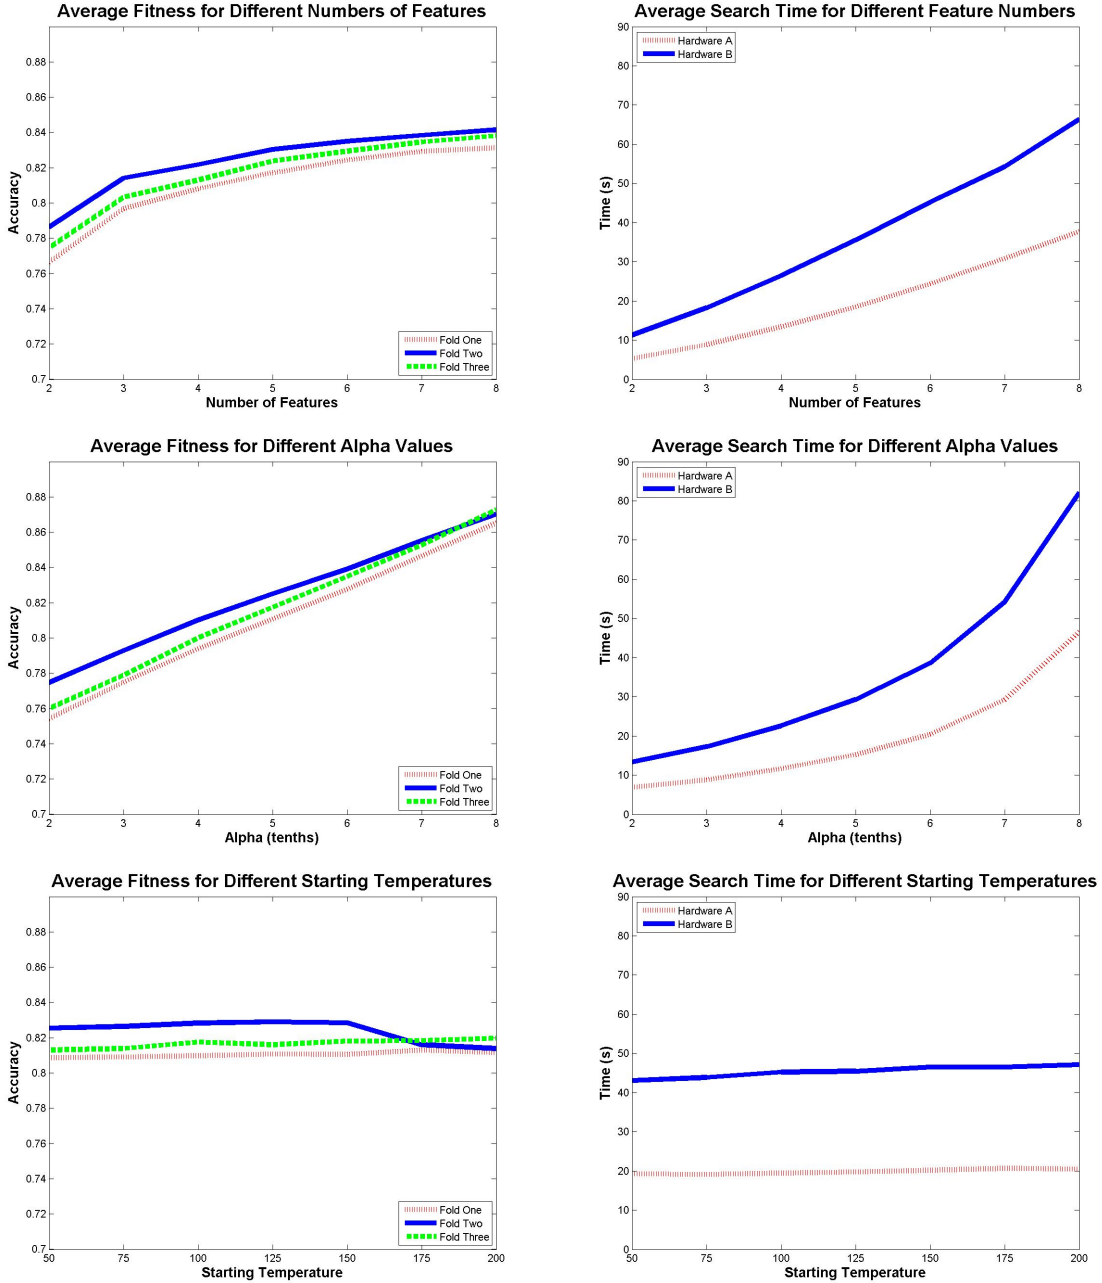 Average Fitness for Different Numbers of Features
0.88
0.86
0.84
0.82
0.8
0.78
0.76
0.74
0.72
0.7
Accuracy
Fold One
Fold Two
Fold Three
2 3 4 5 6 7 8
Number of Features
Average Search Time for Different Feature Numbers
90
80
70
60
50
40
30
20
10
0
Time (s)
Hardware A
Hardware B
2 3 4 5 6 7 8
Number of Features
Average Fitness for Different Alpha Values
0.88
0.86
0.84
0.82
0.8
0.78
0.76
0.74
0.72
0.7
Accuracy
Fold One
Fold Two
Fold Three
2 3 4 5 6 7 8
Alpha (tenths)
Average Search Time for Different Alpha Values
90
80
70
60
50
40
30
20
10
0
Time (s)
Hardware A
Hardware B
2 3 4 5 6 7 8
Alpha (tenths)
Average Fitness for Different Starting Temperatures
0.88
0.86
0.84
0.82
0.8
0.78
0.76
0.74
0.72
0.7
Accuracy
Fold One
Fold Two
Fold Three
50 75 100 125 150 175 200
Starting Temperature
Average Search Time for Different Starting Temperatures
90
80
70
60
50
40
30
20
10
0
Time (s)
Hardware A
Hardware B
50 75 100 125 150 175 200
Starting Temperature